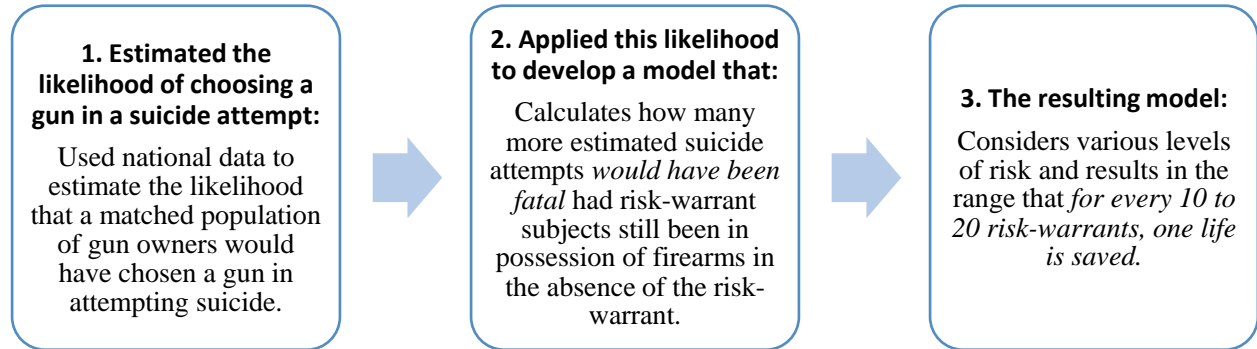 1. Estimated the
likelihood of choosing a
gun in a suicide attempt:
Used national data to
estimate the likelihood
that a matched population
of gun owners would
have chosen a gun in
attempting suicide.
2. Applied this likelihood
to develop a model that:
Calculates how many
more estimated suicide
attempts would have been
fatal had risk-warrant
subjects still been in
possession of firearms in
the absence of the risk-
warrant.
3. The resulting model:
Considers various levels
of risk and results in the
range that for every 10 to
20 risk-warrants, one life
is saved.